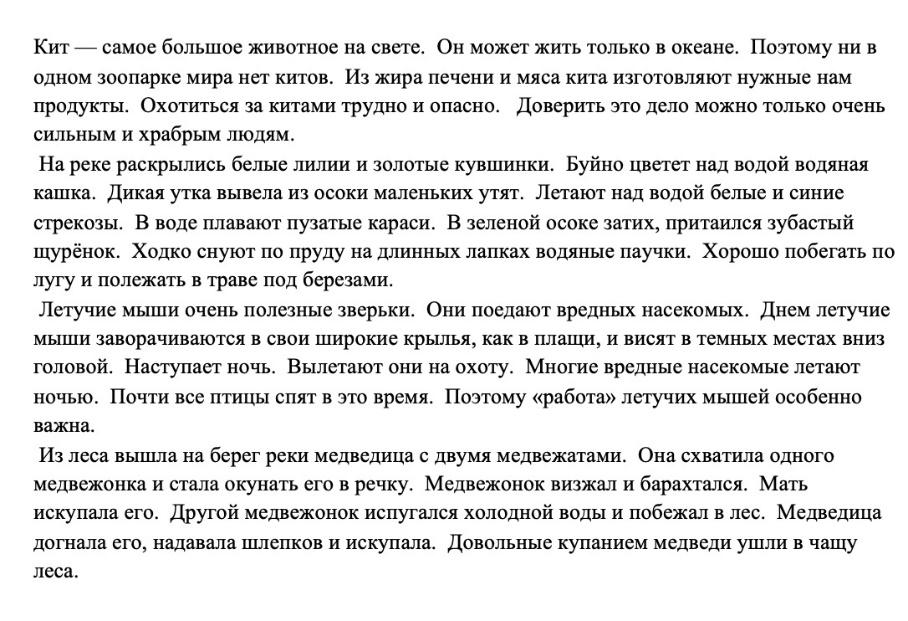 Кит — самое большое животное на свете.  Он может жить только в океане.  Поэтому ни в
одном зоопарке мира нет китов.  Из жира печени и мяса кита изготовляют нужные нам
продукты.  Охотиться за китами трудно и опасно.   Доверить это дело можно только очень
сильным и храбрым людям.
На реке раскрылись белые лилии и золотые кувшинки.  Буйно цветет над водой водяная
кашка.  Дикая утка вывела из осоки маленьких утят.  Летают над водой белые и синие
стрекозы.  В воде плавают пузатые караси.  В зеленой осоке затих, притаился зубастый
щурёнок.  Ходко снуют по пруду на длинных лапках водяные паучки.  Хорошо побегать по
лугу и полежать в траве под березами.
Летучие мыши очень полезные зверьки.  Они поедают вредных насекомых.  Днем летучие
мыши заворачиваются в свои широкие крылья, как в плащи, и висят в темных местах вниз
головой.  Наступает ночь.  Вылетают они на охоту.  Многие вредные насекомые летают
ночью.  Почти все птицы спят в это время.  Поэтому «работа» летучих мышей особенно
важна.
Из леса вышла на берег реки медведица с двумя медвежатами.  Она схватила одного
медвежонка и стала окунать его в речку.  Медвежонок визжал и барахтался.  Мать
искупала его.  Другой медвежонок испугался холодной воды и побежал в лес.  Медведица
догнала его, надавала шлепков и искупала.  Довольные купанием медведи ушли в чащу
леса.